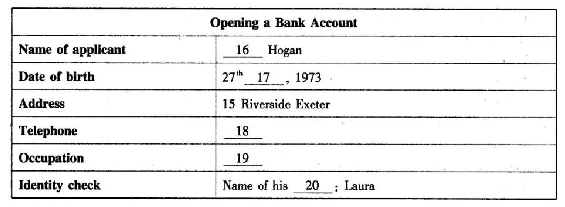 Opening a Bank Account
Name of applicant 16 Hogan
Date of birth 27th 17 , 1973
Address 15 Riverside Exeter
Telephone 18
Occupation 19
Identity check Name of his 20 ; Laura